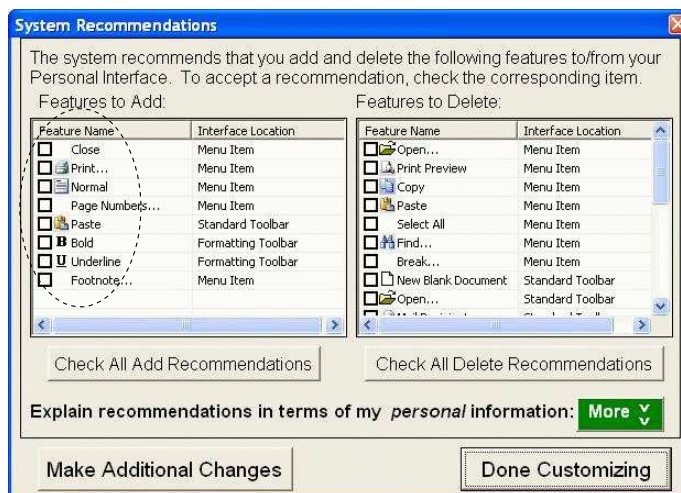 System Recommendations
The system recommends that you add and delete the following features to/from your
Personal Interface. To accept a recommendation, check the corresponding item.
Features to Add:
Feature Name Interface Location
Close Menu Item
Print... Menu Item
Normal Menu Item
Page Numbers... Menu Item
Paste Standard Toolbar
B Bold Formatting Toolbar
U Underline Formatting Toolbar
Footnote... Menu Item
Check All Add Recommendations
Features to Delete:
Feature Name Interface Location
Open... Menu Item
Print Preview Menu Item
Copy Menu Item
Paste Menu Item
Select All Menu Item
Find... Menu Item
Break... Menu Item
New Blank Document Standard Toolbar
Open... Standard Toolbar
Check All Delete Recommendations
Explain recommendations in terms of my personal information: More
Make Additional Changes
Done Customizing